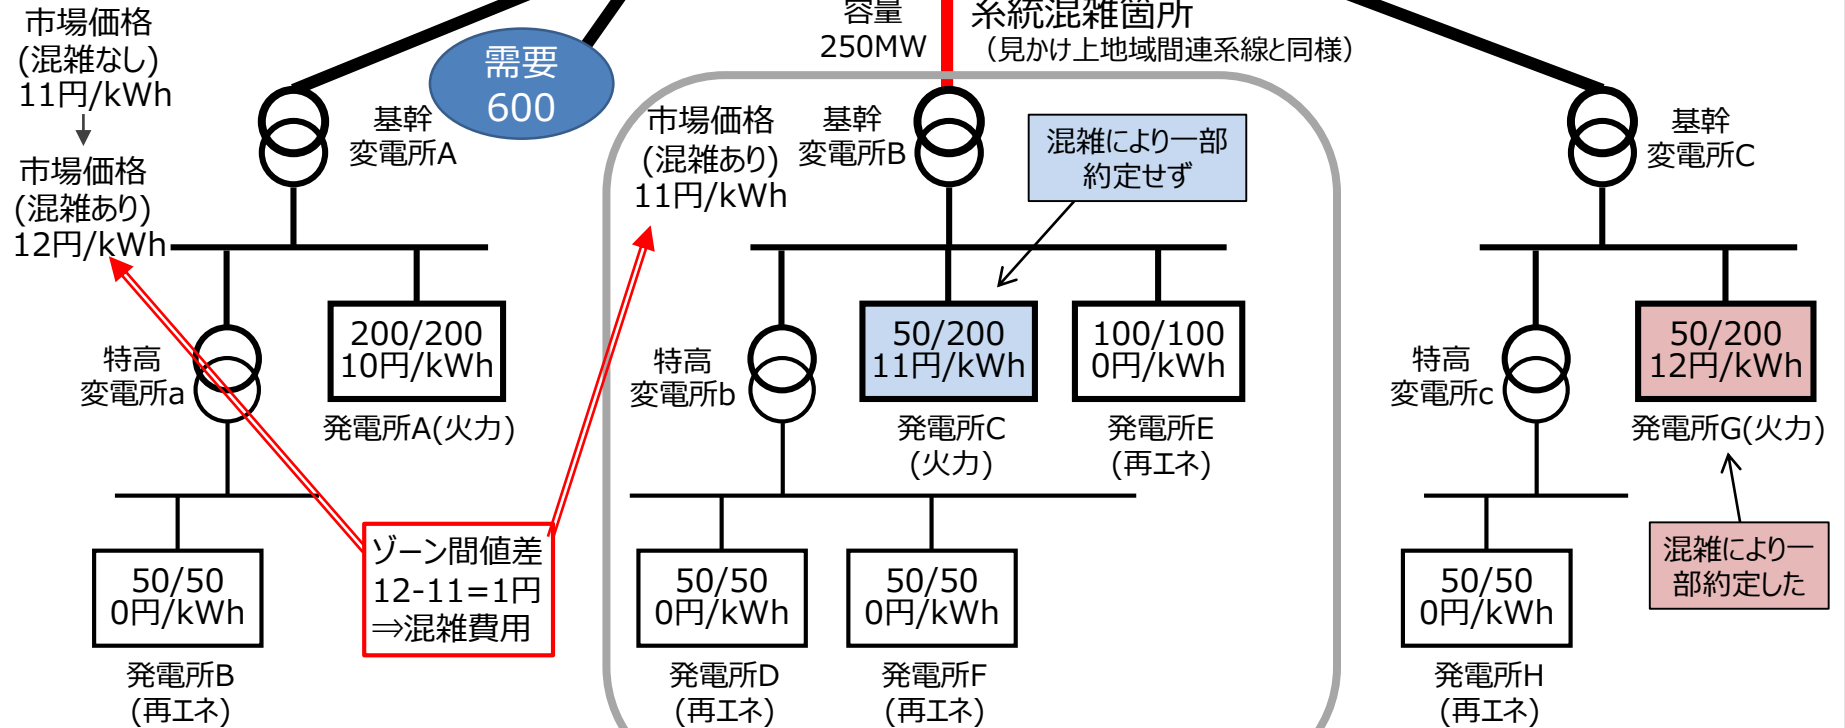 市場価格
(混雑なし)
11円/kWh
市場価格
(混雑あり)
12円/kWh
基幹
変電所A
需要
600
容量
250MW
系統混雑箇所
（見かけ上地域間連系線と同様）
市場価格
(混雑あり)
11円/kWh
基幹
変電所B
混雑により一部
約定せず
基幹
変電所C
特高
変電所a
200/200
10円/kWh
発電所A(火力)
特高
変電所b
50/200
11円/kWh
発電所C
(火力)
100/100
0円/kWh
発電所E
(再エネ)
特高
変電所c
50/200
12円/kWh
発電所G(火力)
50/50
0円/kWh
発電所B
(再エネ)
ゾーン間値差
12-11=1円
⇒混雑費用
50/50
0円/kWh
発電所D
(再エネ)
50/50
0円/kWh
発電所F
(再エネ)
50/50
0円/kWh
発電所H
(再エネ)
混雑により一
部約定した